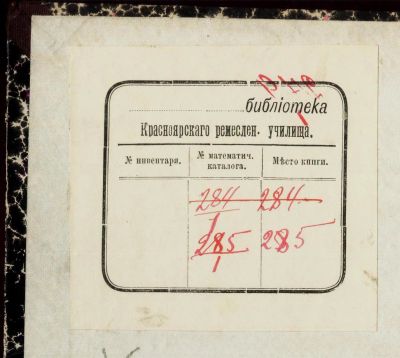 библіотека
Красноярскаго ремеслен. училища.
№ инвентаря. № математич. каталога. Мѣсто книги.
284 284
285 285